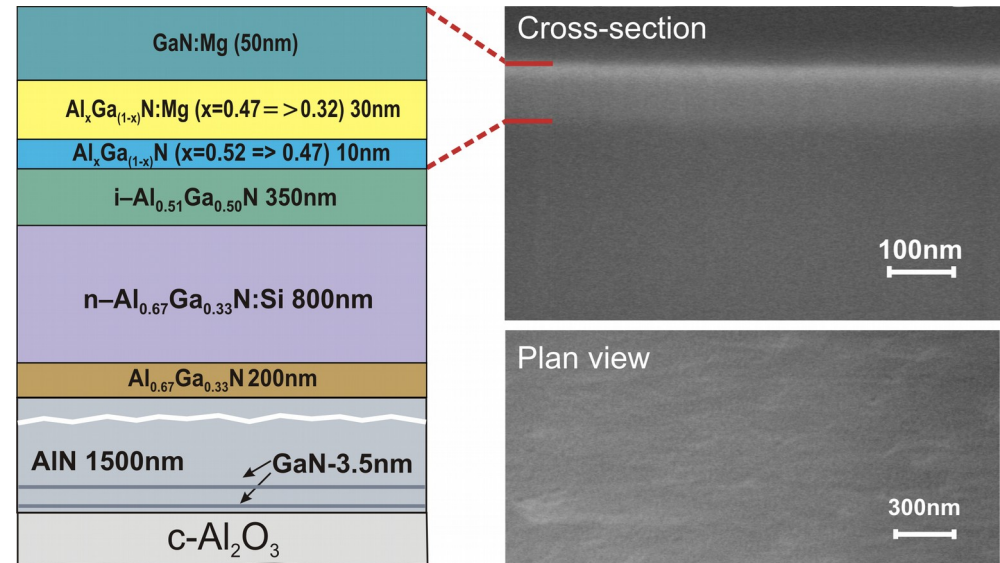 GaN:Mg (50nm)
AlₓGa₍₁₋ₓ₎N:Mg (x=0.47=>0.32) 30nm
AlₓGa₍₁₋ₓ₎N (x=0.52 => 0.47) 10nm
i–Al₀.₅₁Ga₀.₅₀N 350nm
n–Al₀.₆₇Ga₀.₃₃N:Si 800nm
Al₀.₆₇Ga₀.₃₃N 200nm
AlN 1500nm
GaN-3.5nm
c-Al₂O₃
Cross-section
100nm
Plan view
300nm